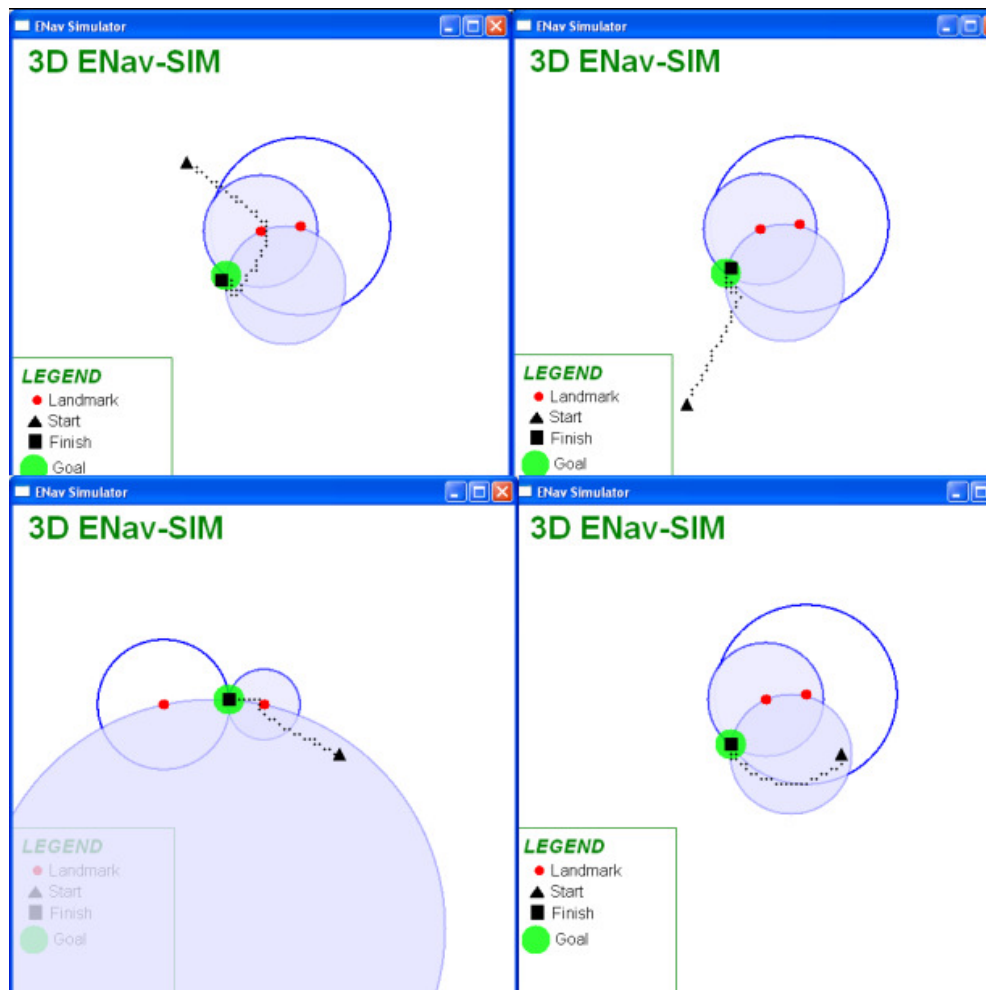 ENav Simulator
3D ENav-SIM
LEGEND
Landmark
Start
Finish
Goal
ENav Simulator
3D ENav-SIM
LEGEND
Landmark
Start
Finish
Goal
ENav Simulator
3D ENav-SIM
LEGEND
Landmark
Start
Finish
Goal
ENav Simulator
3D ENav-SIM
LEGEND
Landmark
Start
Finish
Goal